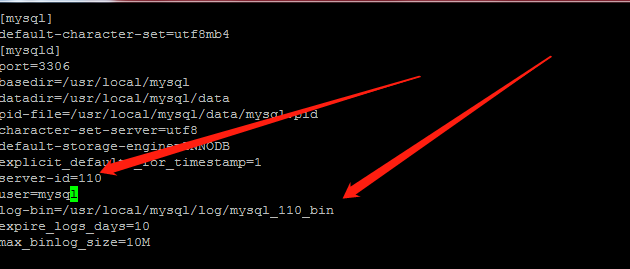 [mysql]
default-character-set=utf8mb4
[mysqld]
port=3306
basedir=/usr/local/mysql
datadir=/usr/local/mysql/data
pid-file=/usr/local/mysql/data/mysql.pid
character-set-server=utf8
default-storage-engine=INNODB
explicit_defaults_for_timestamp=1
server-id=110
user=mysql
log-bin=/usr/local/mysql/log/mysql_110_bin
expire_logs_days=10
max_binlog_size=10M